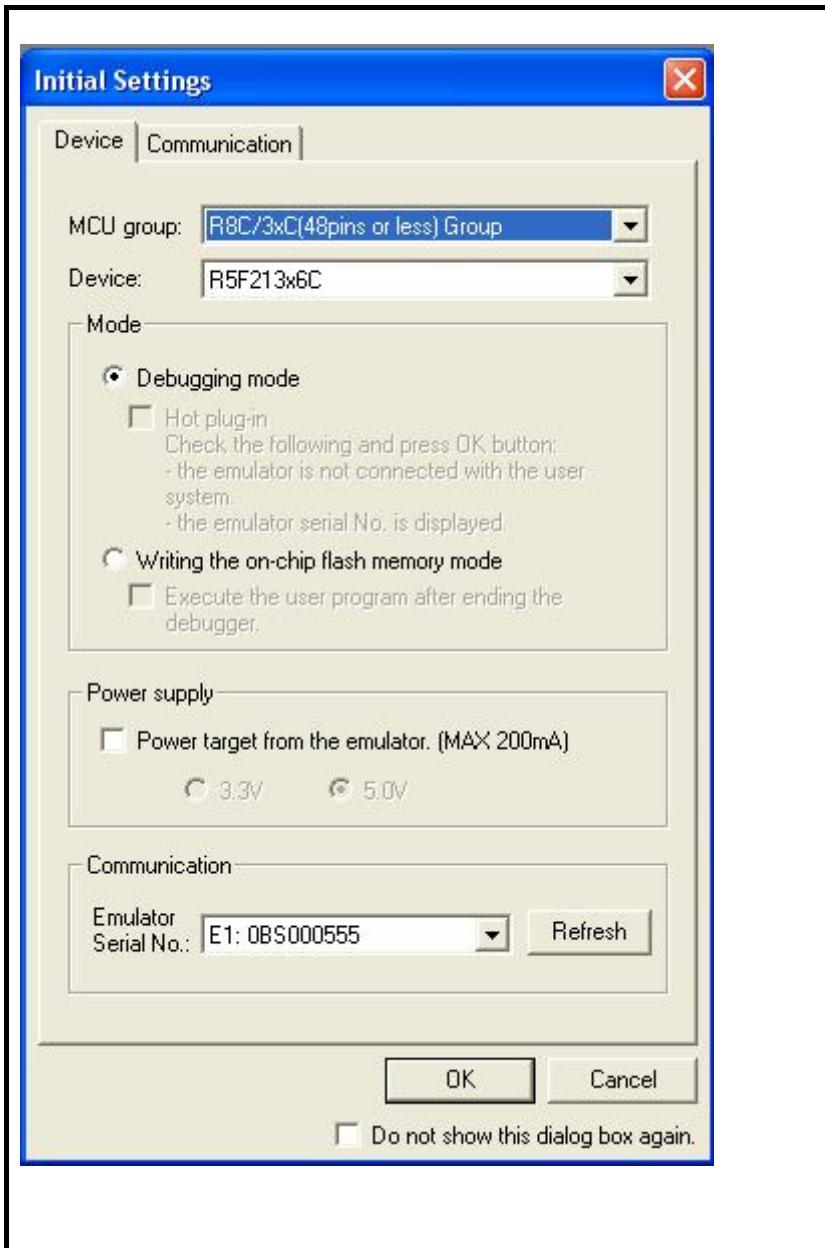 Initial Settings
Device
Communication
MCU group:
R8C/3xC(48pins or less) Group
Device:
R5F213x6C
Mode
Debugging mode
Hot plug-in
Check the following and press OK button:
- the emulator is not connected with the user
system.
- the emulator serial No. is displayed.
Writing the on-chip flash memory mode
Execute the user program after ending the
debugger.
Power supply
Power target from the emulator. (MAX 200mA)
3.3V
5.0V
Communication
Emulator
Serial No.:
E1: 0BS000555
Refresh
OK
Cancel
Do not show this dialog box again.